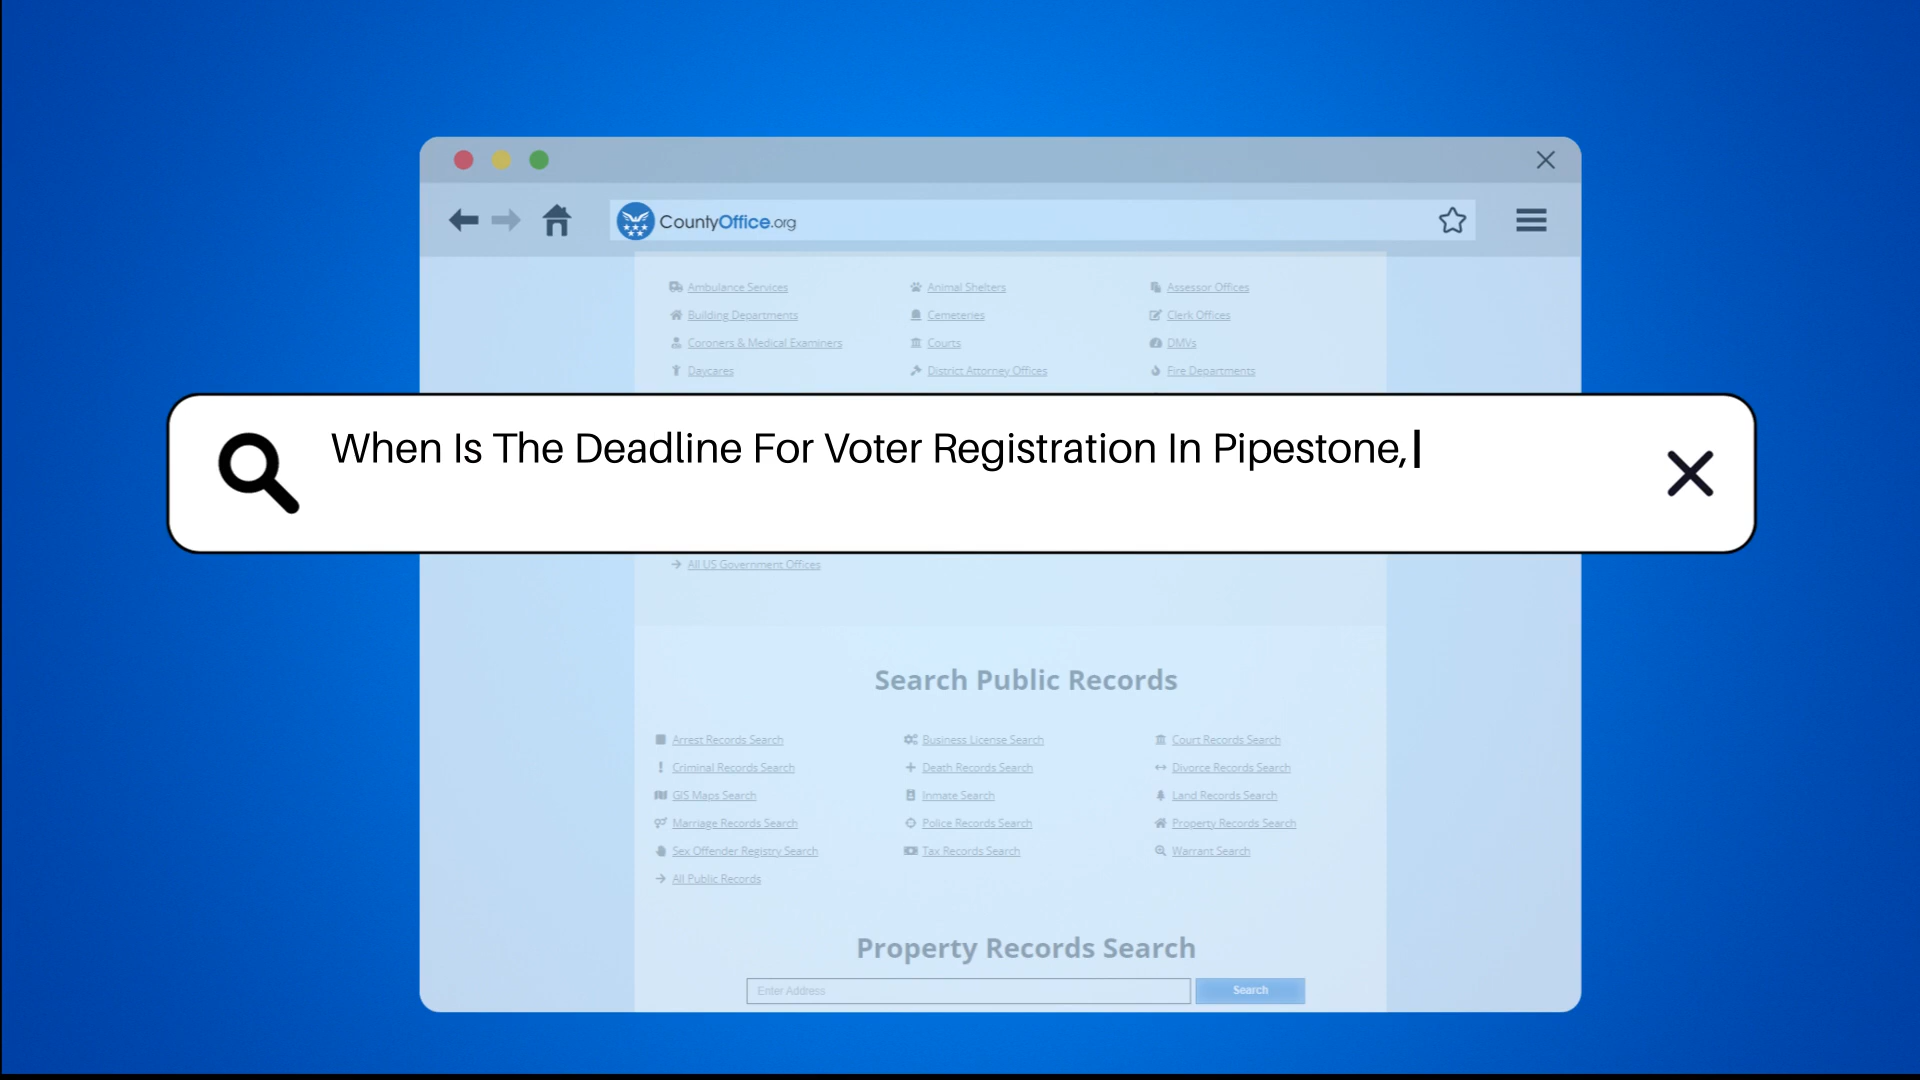 CountyOffice.org
Ambulance Services Animal Shelters Assessor Offices
Building Departments Cemeteries Clerk Offices
Coroners & Medical Examiners Courts DMVs
Daycares District Attorney Offices Fire Departments
When Is The Deadline For Voter Registration In Pipestone,
All US Government Offices
Search Public Records
Arrest Records Search Business License Search Court Records Search
Criminal Records Search Death Records Search Divorce Records Search
GIS Maps Search Inmate Search Land Records Search
Marriage Records Search Police Records Search Property Records Search
Sex Offender Registry Search Tax Records Search Warrant Search
All Public Records
Property Records Search
Enter Address Search